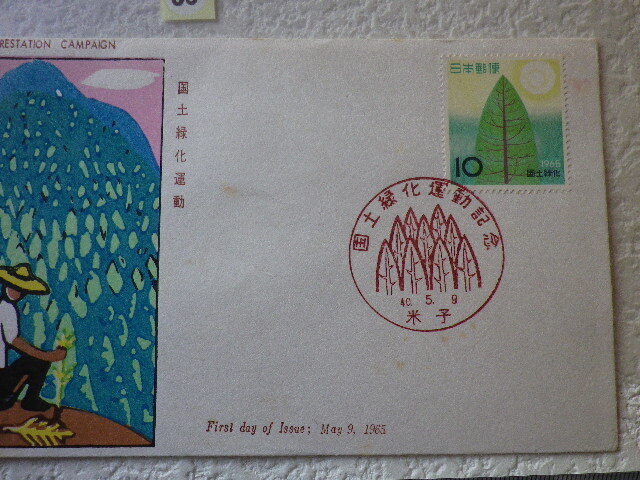 RESTATION CAMPAIGN
国土緑化運動
日本郵便
10
1965
国土緑化
国土緑化運動記念
40. 5. 9
米子
First day of Issue; May 9, 1965